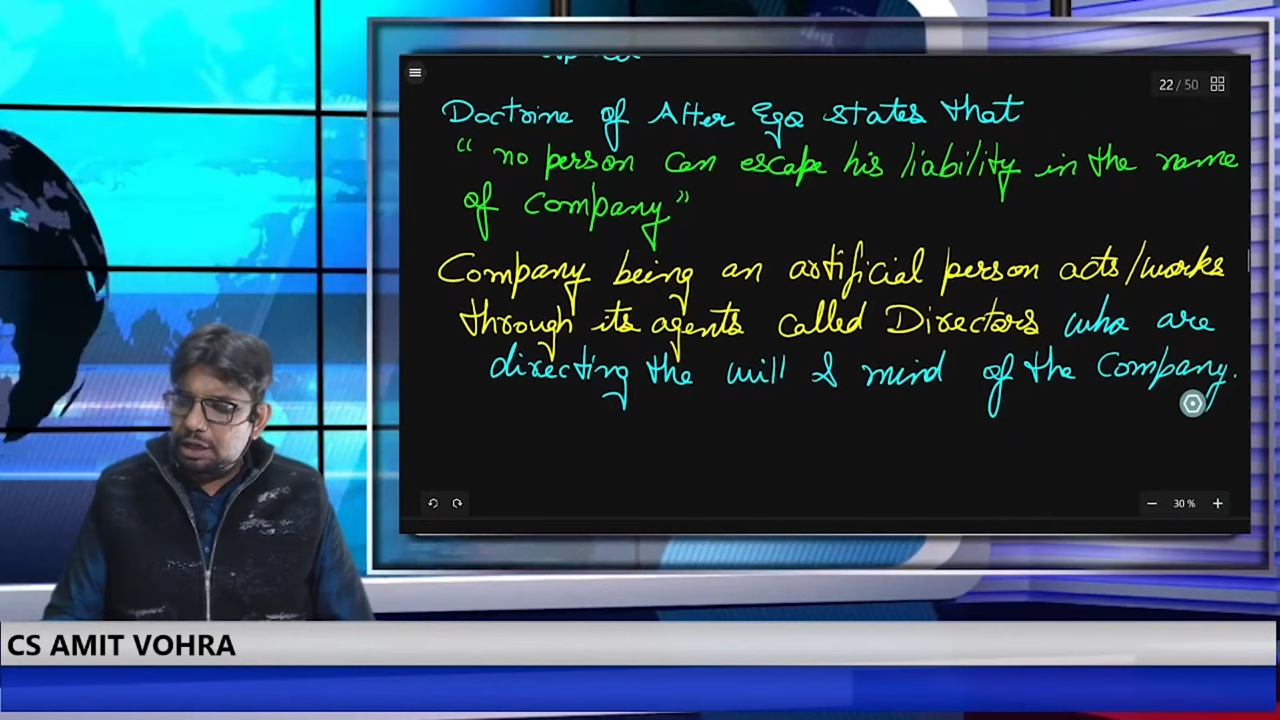 22 / 50
Doctrine of Alter Ego states that
" no person can escape his liability in the name
of company"
Company being an artificial person acts/works
through its agents called Directors who are
directing the will & mind of the Company.
30 %
CS AMIT VOHRA